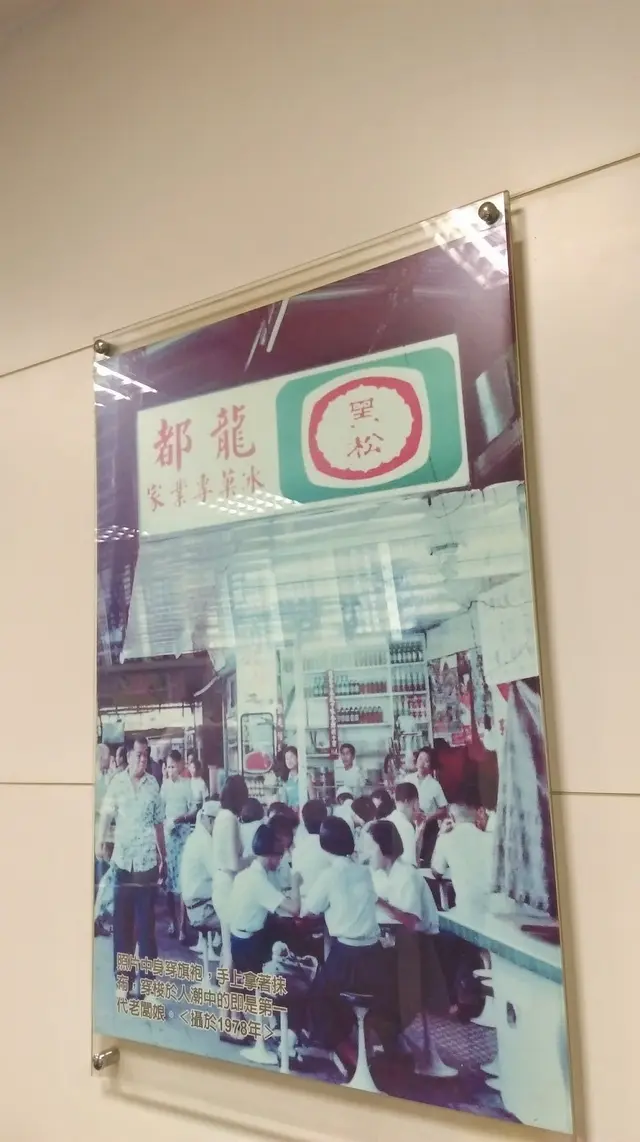 龍都
冰菓專業家
黑松
照片中身穿旗袍，手上拿著抹
布，穿梭於人潮中的即是第一
代老闆娘。<攝於1978年>